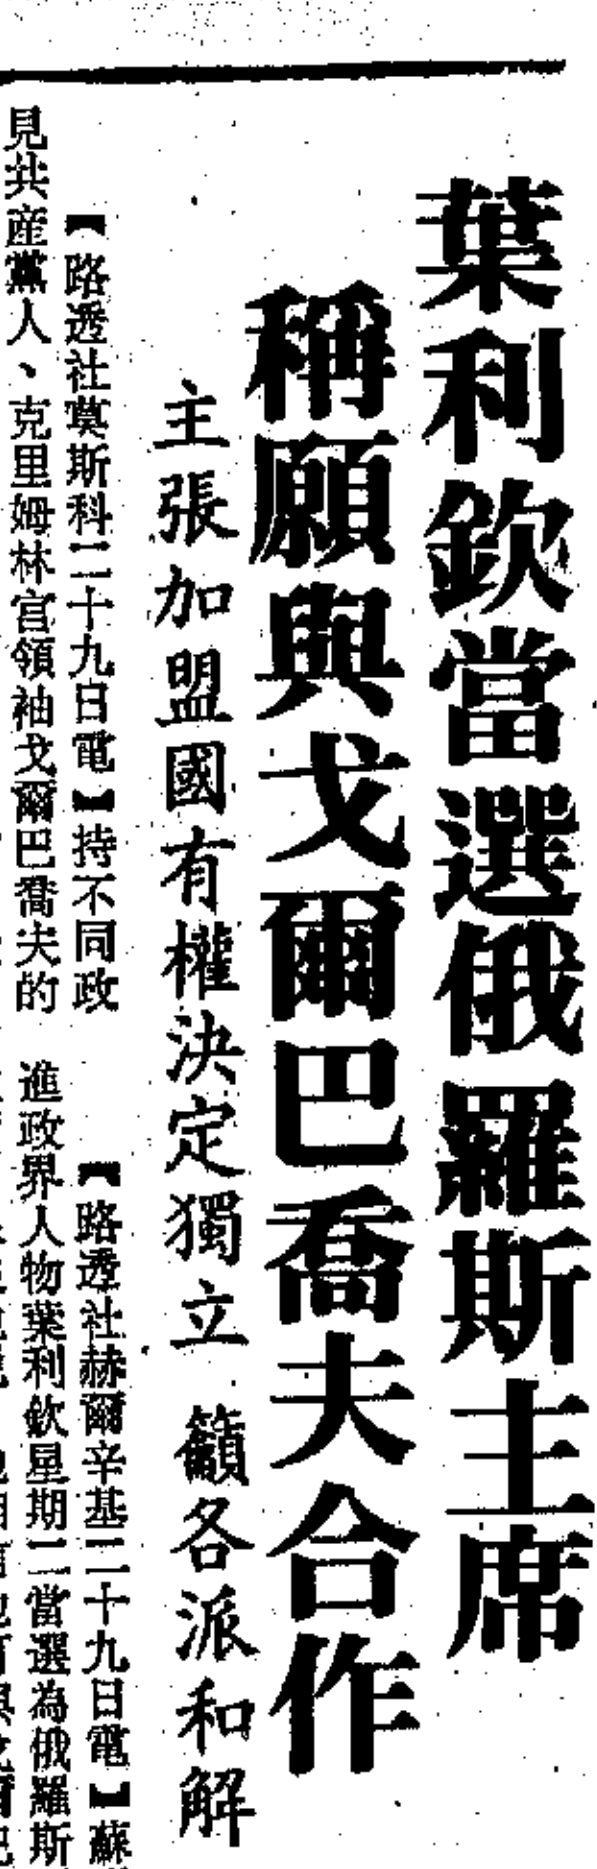 葉利欽當選俄羅斯主席
稱願與戈爾巴喬夫合作
主張加盟國有權決定獨立 籲各派和解
【路透社莫斯科二十九日電】持不同政
見共產黨人、克里姆林宮領袖戈爾巴喬夫的
【路透社赫爾辛基二十九日電】蘇
進政界人物葉利欽星期二當選為俄羅斯